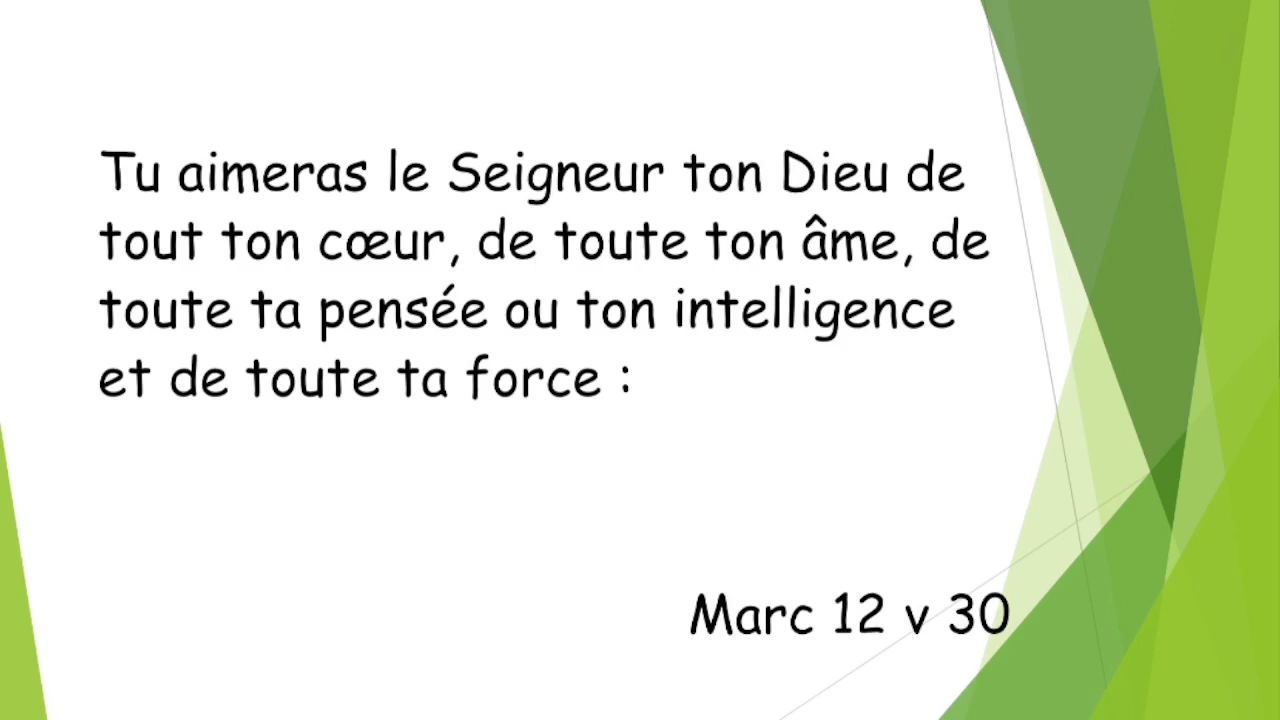 Tu aimeras le Seigneur ton Dieu de
tout ton cœur, de toute ton âme, de
toute ta pensée ou ton intelligence
et de toute ta force :
Marc 12 v 30